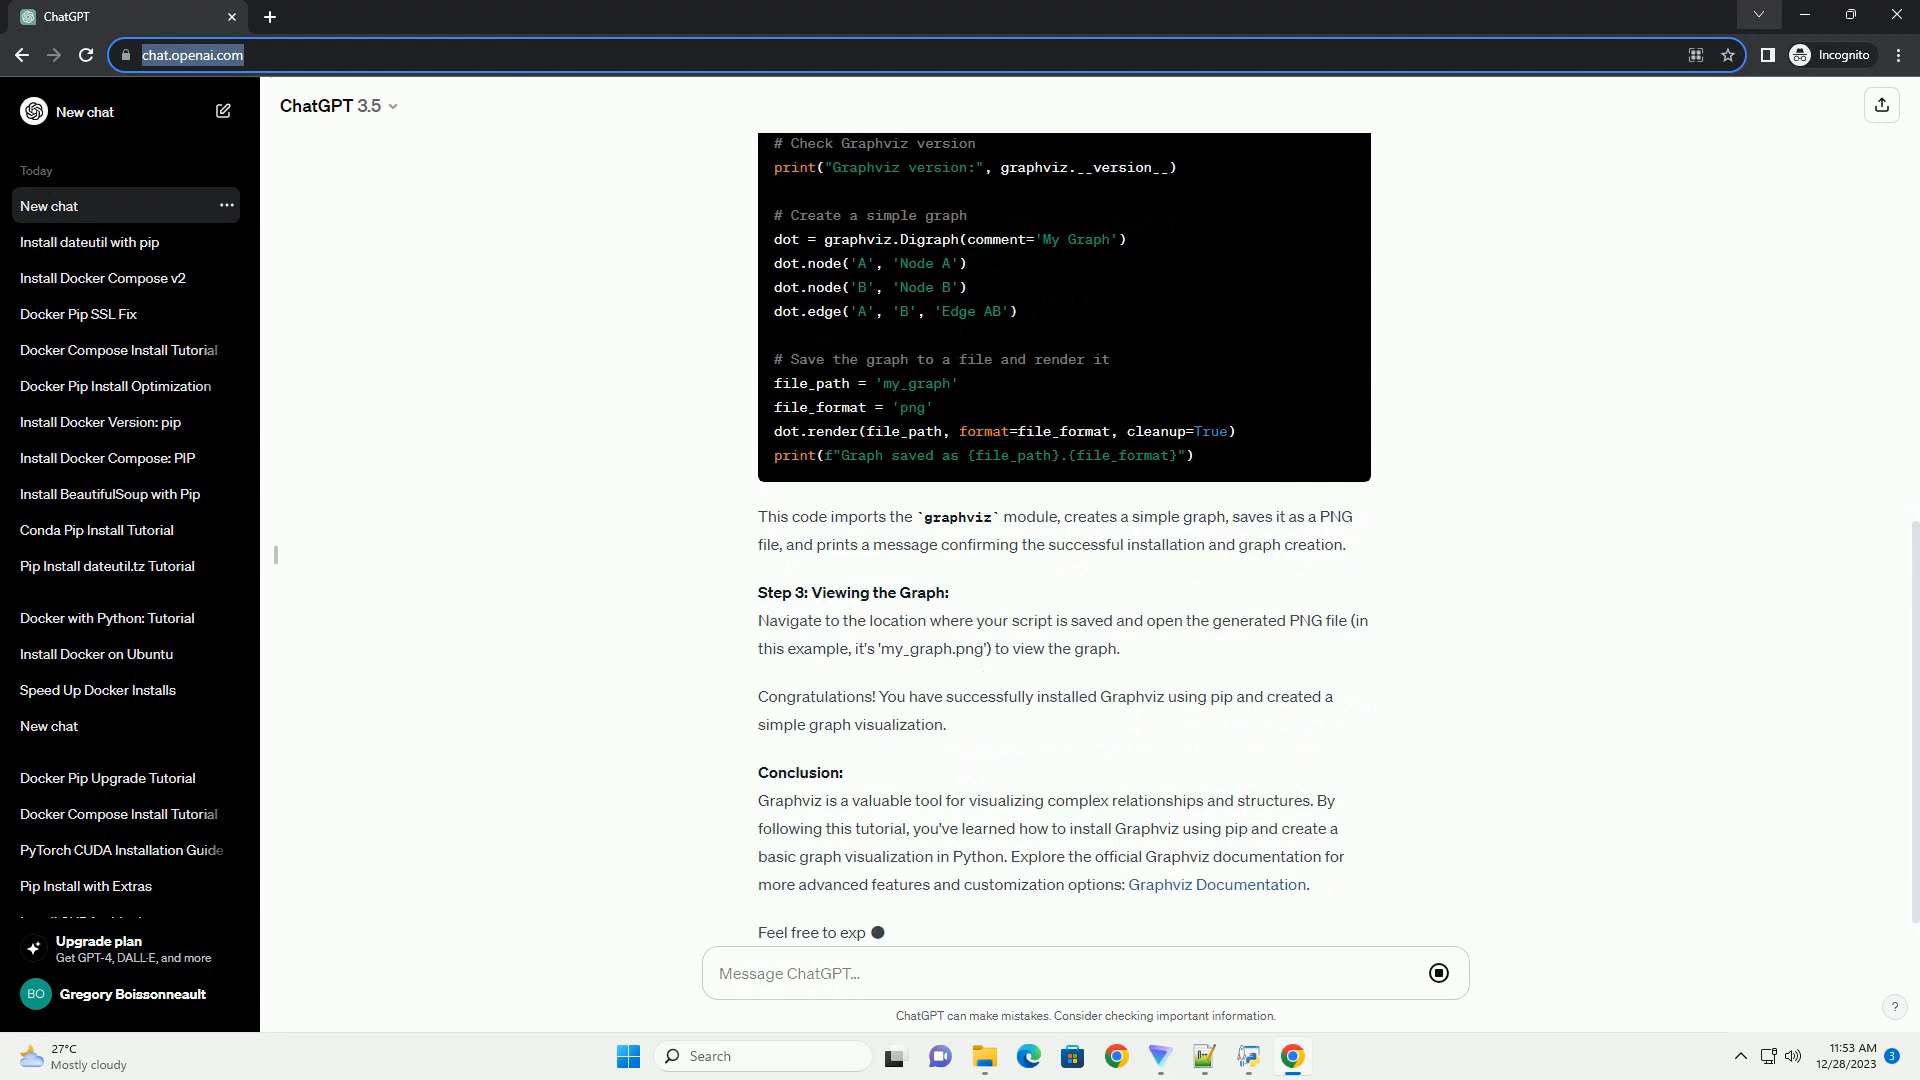 ChatGPT
chat.openai.com
Incognito
New chat
Today
New chat
Install dateutil with pip
Install Docker Compose v2
Docker Pip SSL Fix
Docker Compose Install Tutorial
Docker Pip Install Optimization
Install Docker Version: pip
Install Docker Compose: PIP
Install BeautifulSoup with Pip
Conda Pip Install Tutorial
Pip Install dateutil.tz Tutorial
Docker with Python: Tutorial
Install Docker on Ubuntu
Speed Up Docker Installs
New chat
Docker Pip Upgrade Tutorial
Docker Compose Install Tutorial
PyTorch CUDA Installation Guide
Pip Install with Extras
Upgrade plan
Get GPT-4, DALL·E, and more
BO
Gregory Boissonneault
ChatGPT 3.5
# Check Graphviz version
print("Graphviz version:", graphviz.__version__)
# Create a simple graph
dot = graphviz.Digraph(comment='My Graph')
dot.node('A', 'Node A')
dot.node('B', 'Node B')
dot.edge('A', 'B', 'Edge AB')
# Save the graph to a file and render it
file_path = 'my_graph'
file_format = 'png'
dot.render(file_path, format=file_format, cleanup=True)
print(f"Graph saved as {file_path}.{file_format}")
This code imports the `graphviz` module, creates a simple graph, saves it as a PNG
file, and prints a message confirming the successful installation and graph creation.
Step 3: Viewing the Graph:
Navigate to the location where your script is saved and open the generated PNG file (in
this example, it's 'my_graph.png') to view the graph.
Congratulations! You have successfully installed Graphviz using pip and created a
simple graph visualization.
Conclusion:
Graphviz is a valuable tool for visualizing complex relationships and structures. By
following this tutorial, you've learned how to install Graphviz using pip and create a
basic graph visualization in Python. Explore the official Graphviz documentation for
more advanced features and customization options: Graphviz Documentation.
Feel free to exp
Message ChatGPT...
ChatGPT can make mistakes. Consider checking important information.
?
27°C
Mostly cloudy
Search
11:53 AM
12/28/2023
3